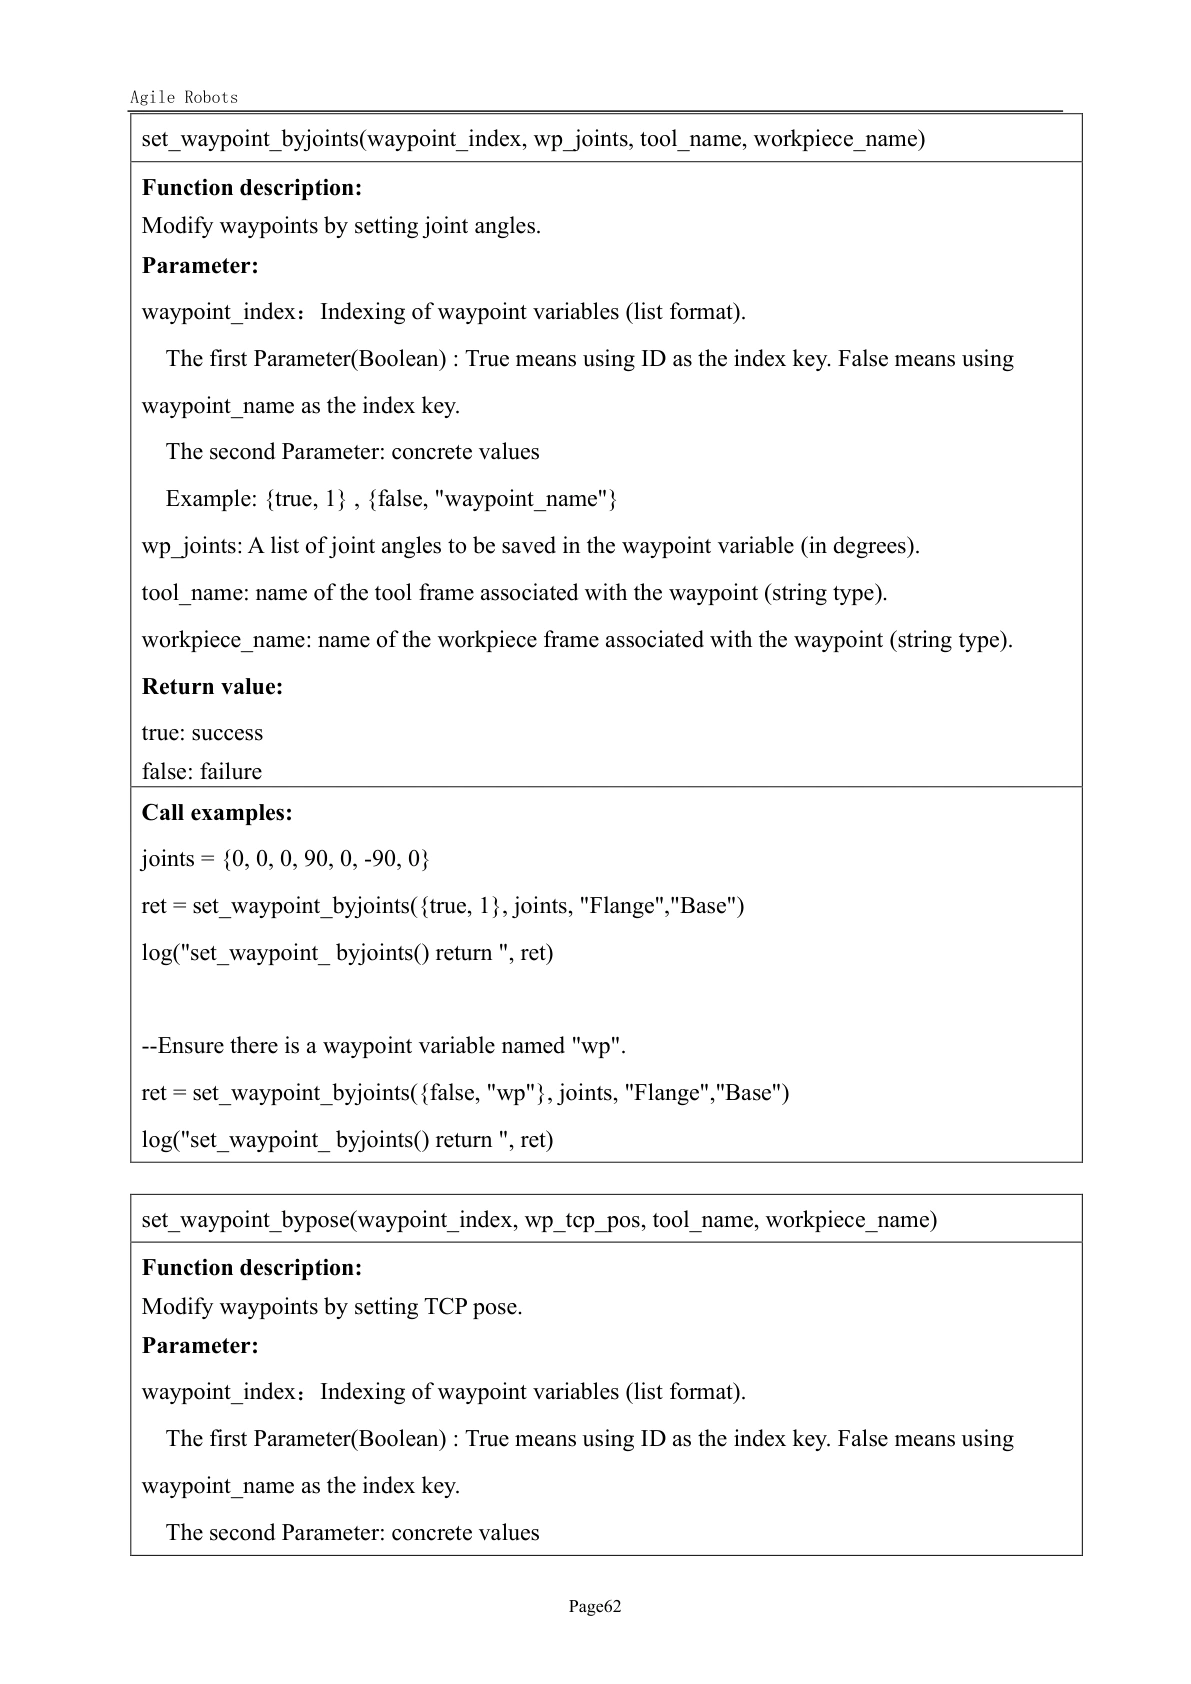 Agile Robots
set_waypoint_byjoints(waypoint_index, wp_joints, tool_name, workpiece_name)
Function description:
Modify waypoints by setting joint angles.
Parameter:
waypoint_index：Indexing of waypoint variables (list format).
The first Parameter(Boolean) : True means using ID as the index key. False means using
waypoint_name as the index key.
The second Parameter: concrete values
Example: {true, 1} , {false, "waypoint_name"}
wp_joints: A list of joint angles to be saved in the waypoint variable (in degrees).
tool_name: name of the tool frame associated with the waypoint (string type).
workpiece_name: name of the workpiece frame associated with the waypoint (string type).
Return value:
true: success
false: failure
Call examples:
joints = {0, 0, 0, 90, 0, -90, 0}
ret = set_waypoint_byjoints({true, 1}, joints, "Flange","Base")
log("set_waypoint_ byjoints() return ", ret)
--Ensure there is a waypoint variable named "wp".
ret = set_waypoint_byjoints({false, "wp"}, joints, "Flange","Base")
log("set_waypoint_ byjoints() return ", ret)
set_waypoint_bypose(waypoint_index, wp_tcp_pos, tool_name, workpiece_name)
Function description:
Modify waypoints by setting TCP pose.
Parameter:
waypoint_index：Indexing of waypoint variables (list format).
The first Parameter(Boolean) : True means using ID as the index key. False means using
waypoint_name as the index key.
The second Parameter: concrete values
Page62